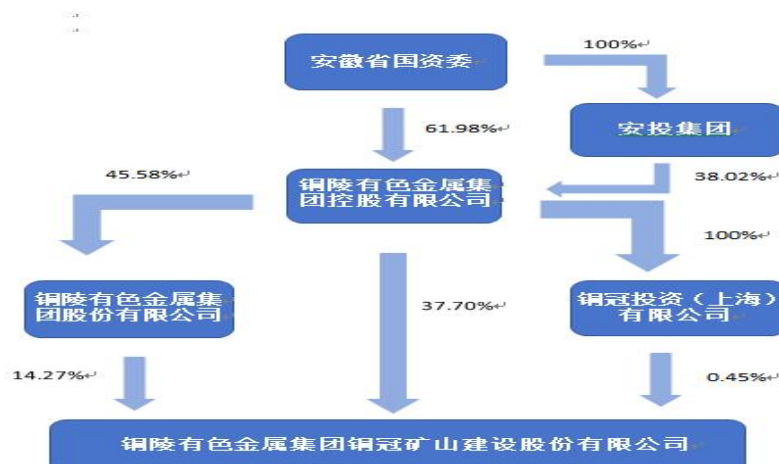 安徽省国资委
100%
61.98%
安投集团
45.58%
铜陵有色金属集
团控股有限公司
38.02%
100%
铜陵有色金属集
团股份有限公司
37.70%
铜冠投资（上海）
有限公司
14.27%
0.45%
铜陵有色金属集团铜冠矿山建设股份有限公司